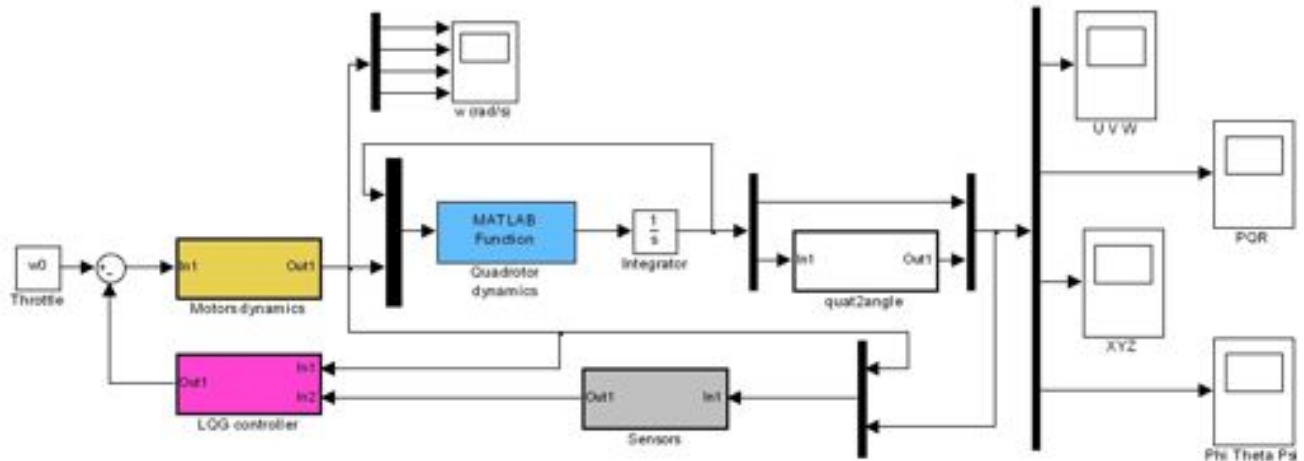 w (rad/s)
U V W
PQR
MATLAB
Function
Quadrotor
dynamics
1
s
Integrator
In1
Out1
quat2angle
w0
Throttle
In1
Out1
Motors dynamics
XYZ
Out1
In1
In2
LQG controller
Out1
In1
Sensors
Phi Theta Psi